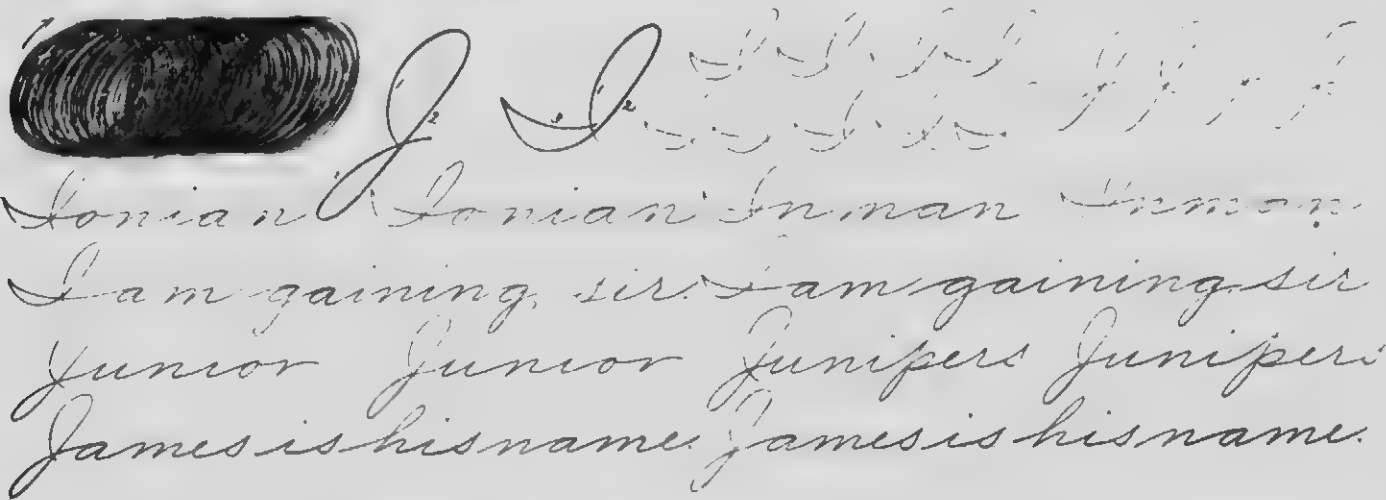 J I I I I I J J J J
I I I I
Ionian Ionian Inman Inman
I am gaining, sir. I am gaining sir
Junior Junior Junipers Junipers
James is his name. James is his name.